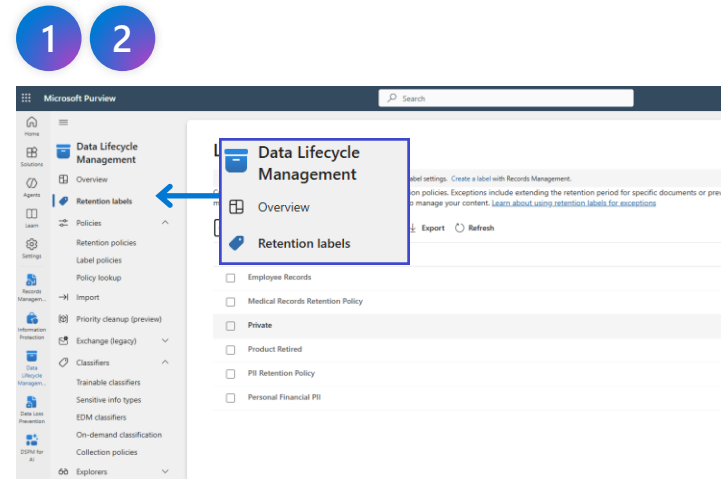 1 2
Microsoft Purview
Search
Home
Solutions
Agents
Learn
Settings
Records
Managem...
Information
Protection
Data
Lifecycle
Managem...
Data Loss
Prevention
DSPM for
AI
Data Lifecycle
Management
Overview
Retention labels
Policies
Retention policies
Label policies
Policy lookup
Import
Priority cleanup (preview)
Exchange (legacy)
Classifiers
Trainable classifiers
Sensitive info types
EDM classifiers
On-demand classification
Collection policies
Explorers
Data Lifecycle
Management
Overview
Retention labels
abel settings. Create a label with Records Management.
on policies. Exceptions include extending the retention period for specific documents or prev
o manage your content. Learn about using retention labels for exceptions
Export Refresh
Employee Records
Medical Records Retention Policy
Private
Product Retired
PII Retention Policy
Personal Financial PII